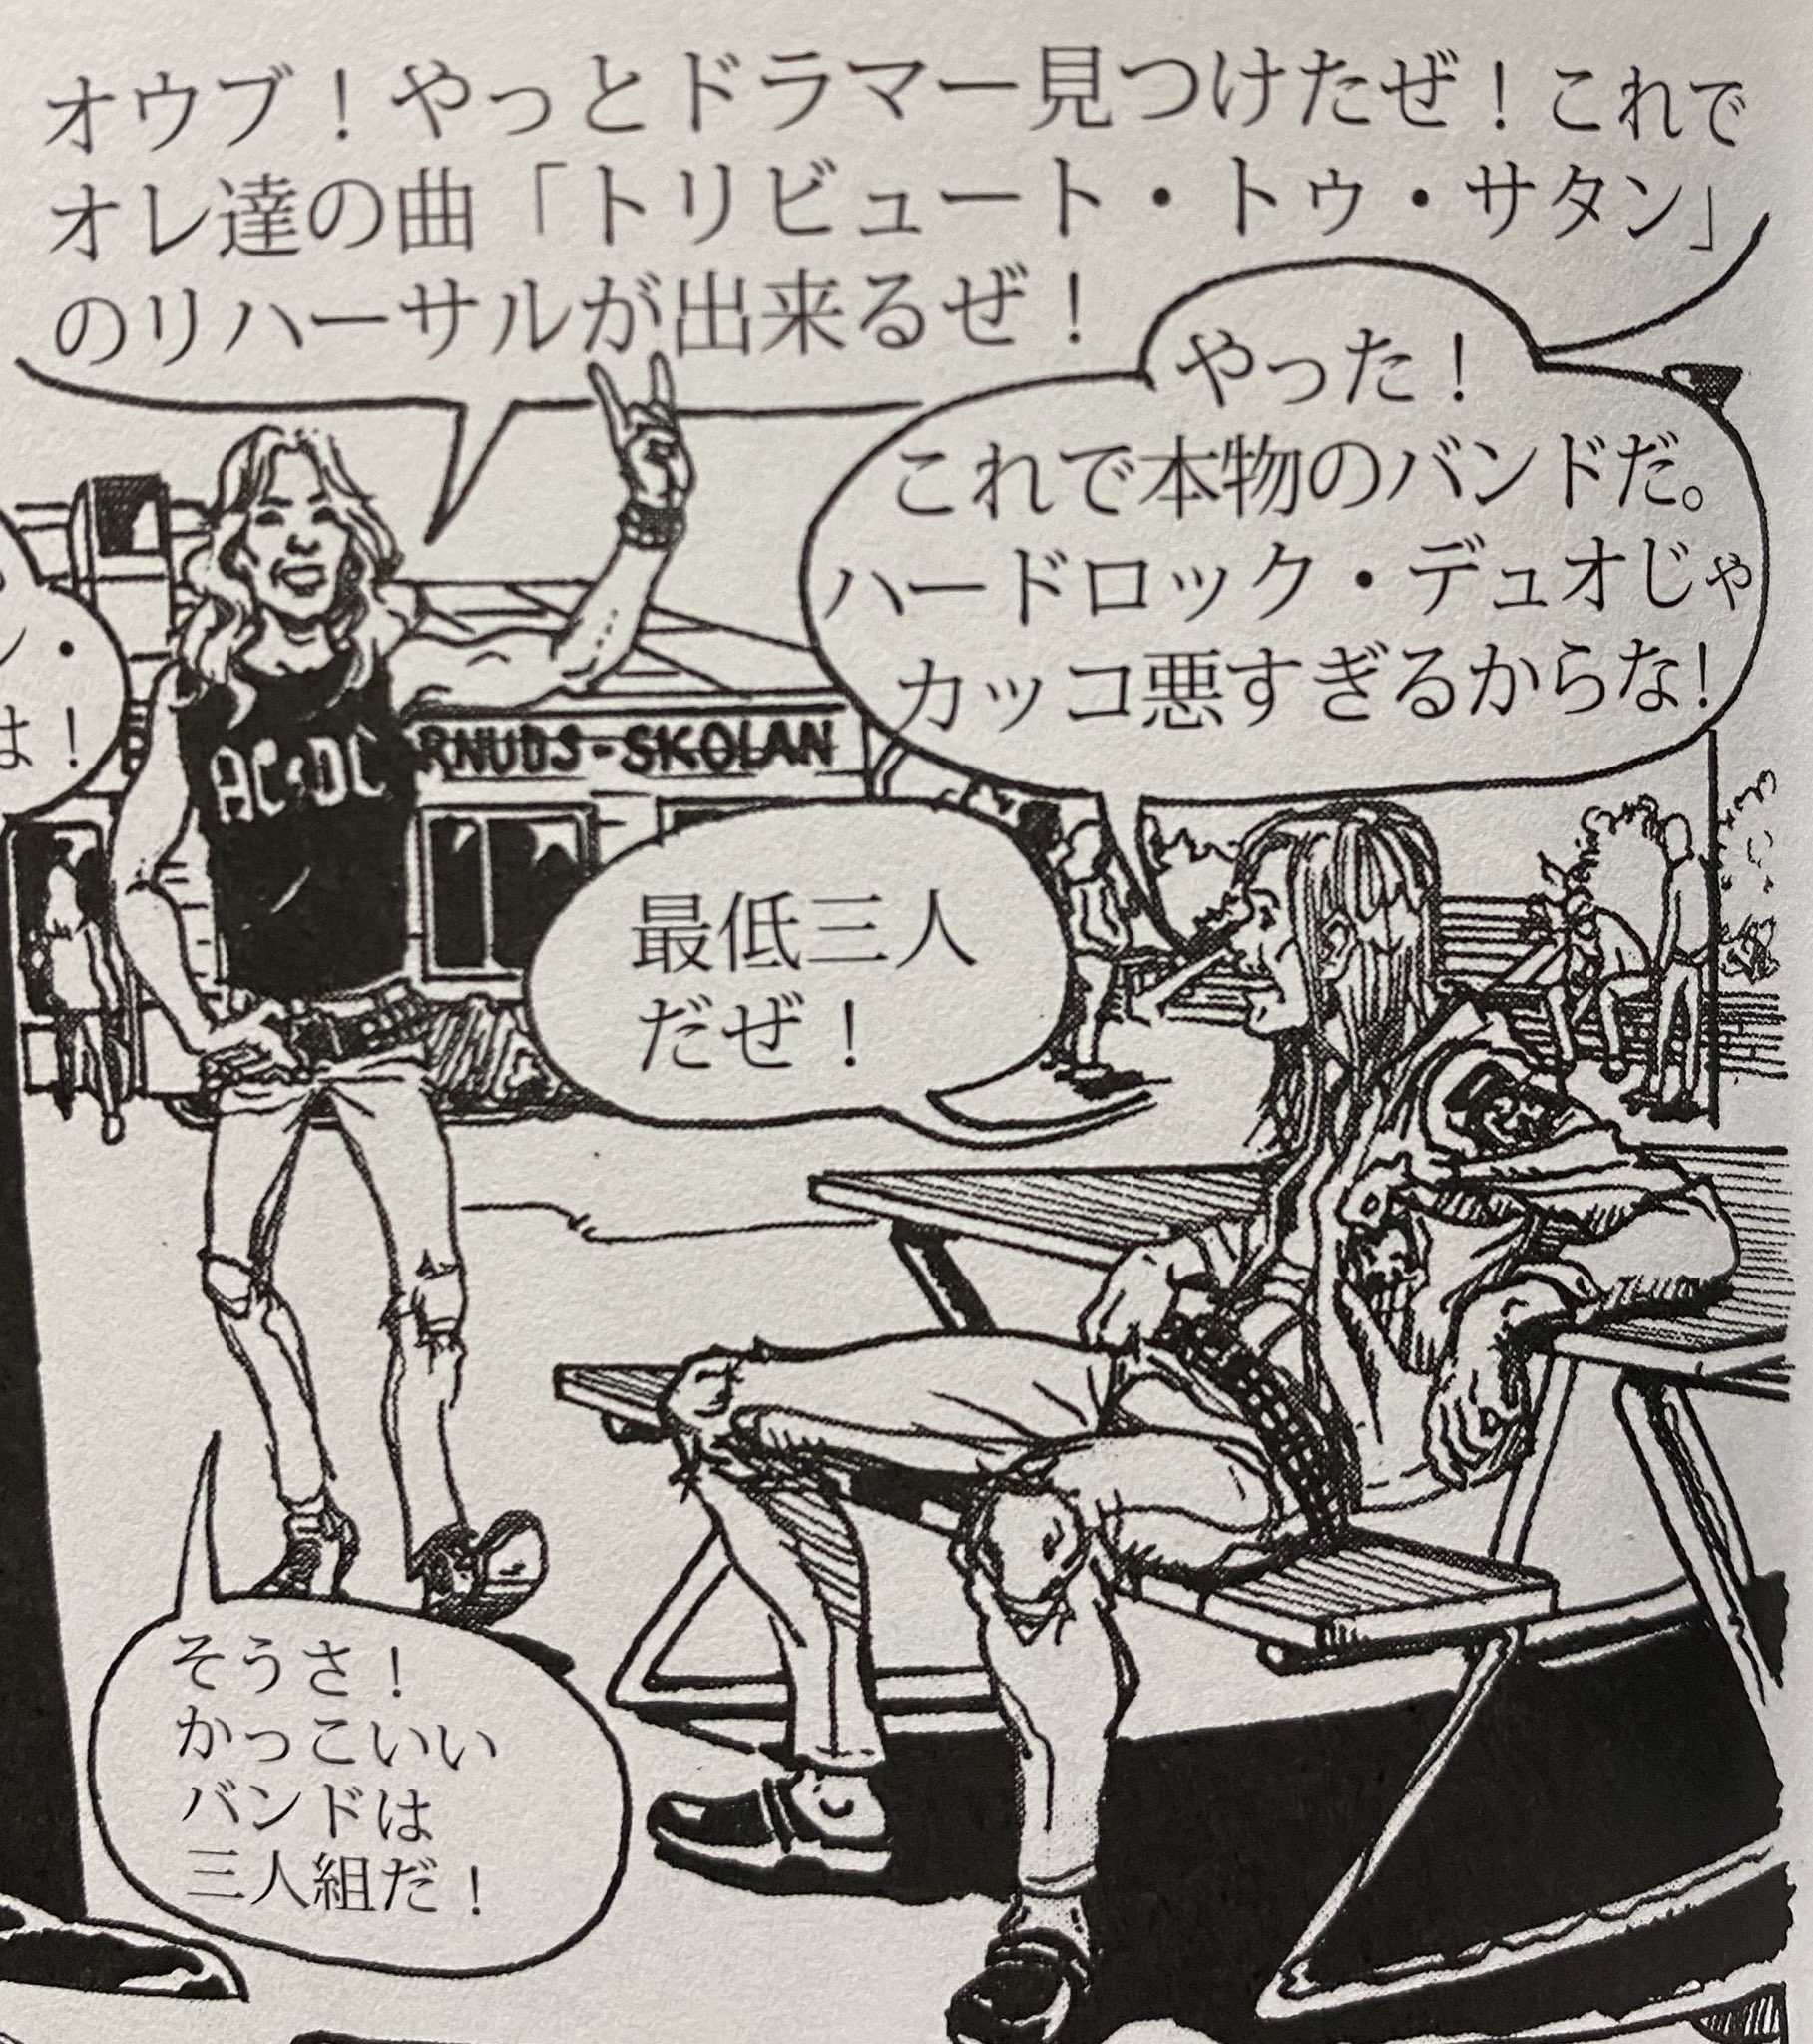 オウブ！やっとドラマー見つけたぜ！これで
オレ達の曲「トリビュート・トゥ・サタン」
のリハーサルが出来るぜ！
やった！
これで本物のバンドだ。
ハードロック・デュオじゃ
カッコ悪すぎるからな!
ン・
は！
AC⚡DC
RNUDS-SKOLAN
最低三人
だぜ！
そうさ！
かっこいい
バンドは
三人組だ！